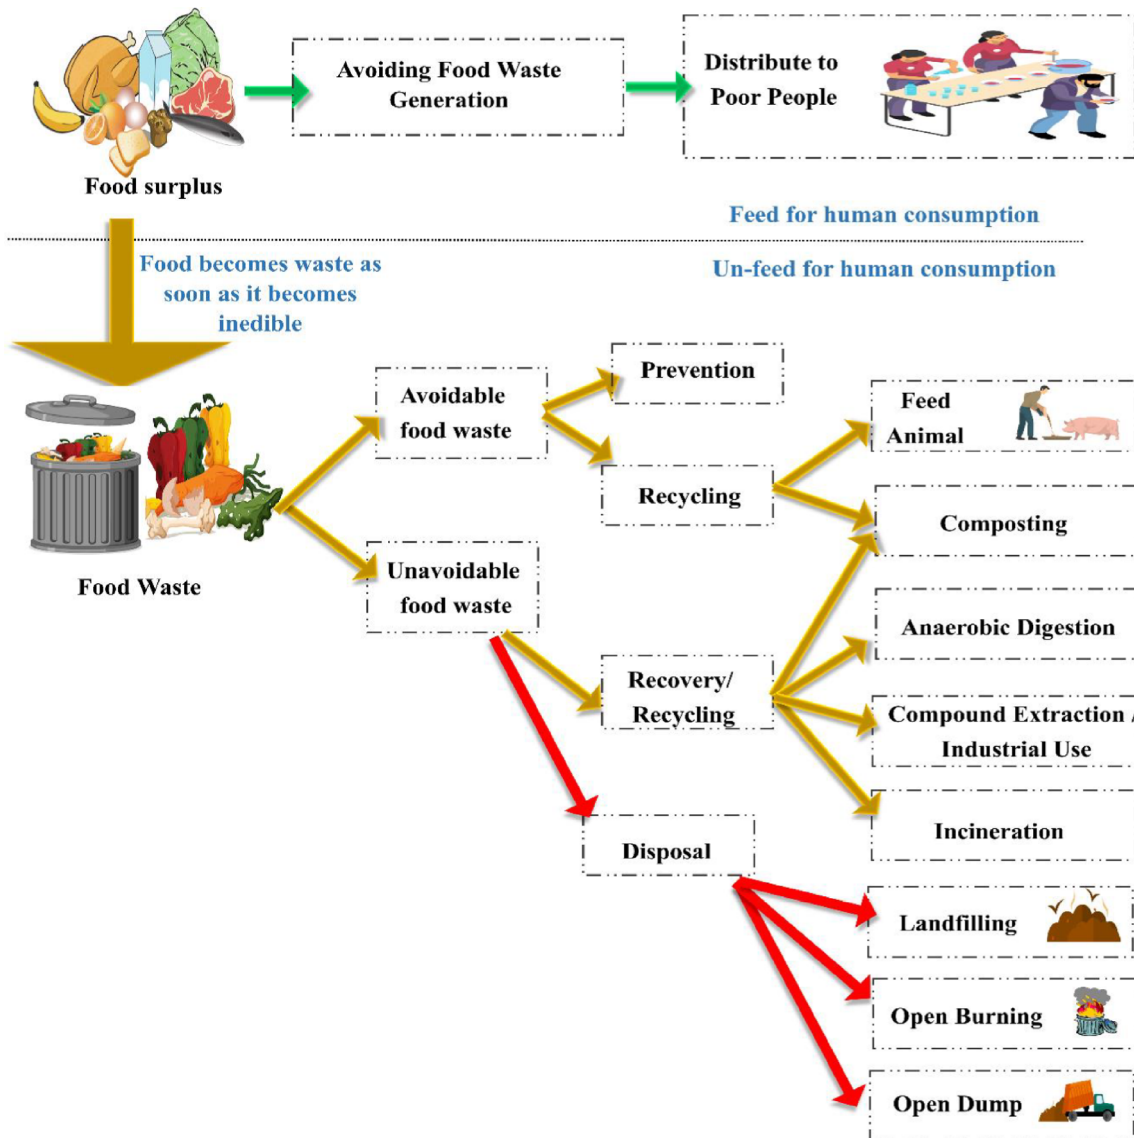 Avoiding Food Waste
Generation
Distribute to
Poor People
Food surplus
Feed for human consumption
Food becomes waste as
soon as it becomes
inedible
Un-feed for human consumption
Avoidable
food waste
Prevention
Recycling
Feed
Animal
Composting
Food Waste
Unavoidable
food waste
Recovery/
Recycling
Anaerobic Digestion
Compound Extraction /
Industrial Use
Incineration
Disposal
Landfilling
Open Burning
Open Dump